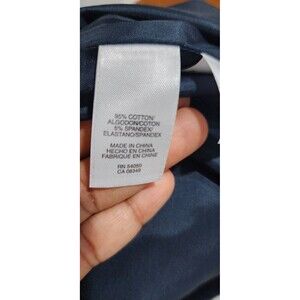 95% COTTON/
ALGODON/COTON
5% SPANDEX/
ELASTANO/SPANDEX
MADE IN CHINA
HECHO EN CHINA
FABRIQUE EN CHINE
RN 54050
CA 08349